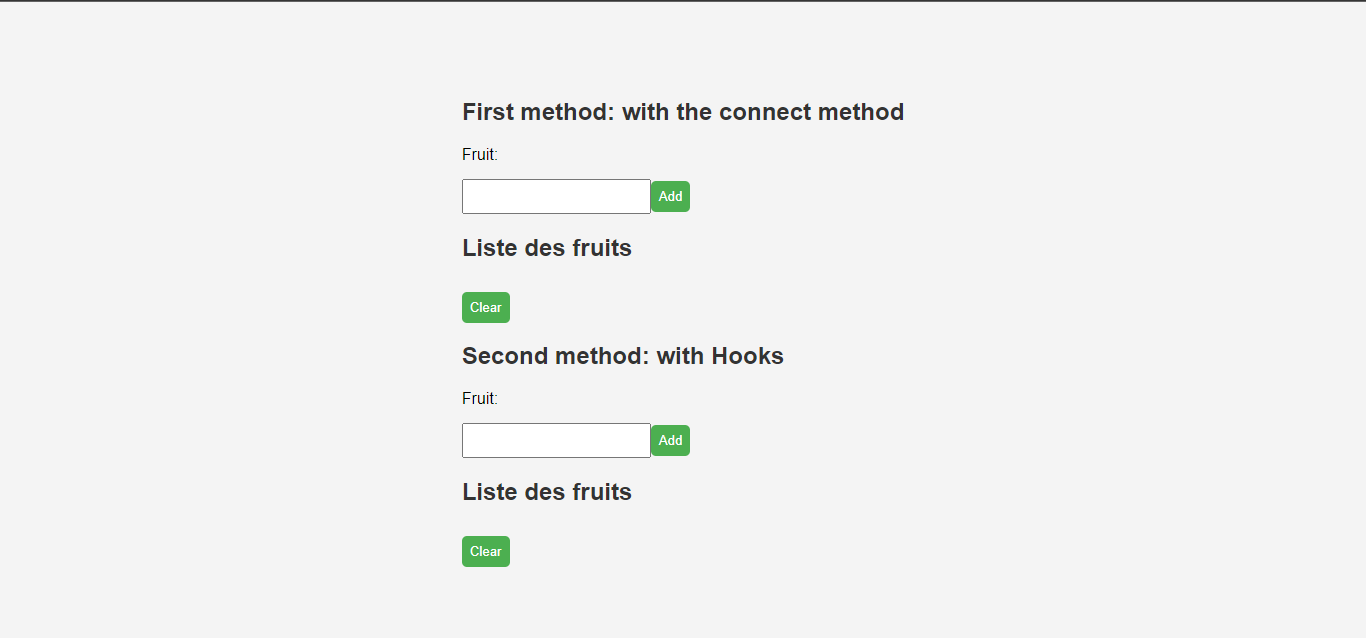 First method: with the connect method
Fruit:
Add
Liste des fruits
Clear
Second method: with Hooks
Fruit:
Add
Liste des fruits
Clear